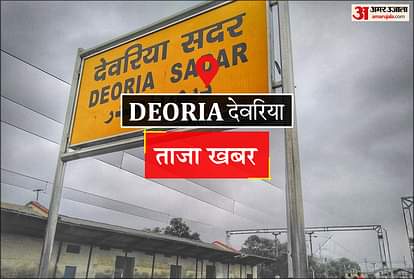 अमर उजाला
amarujala.com
देवरिया सदर
DEORIA SADAR
DEORIA देवरिया
ताजा खबर